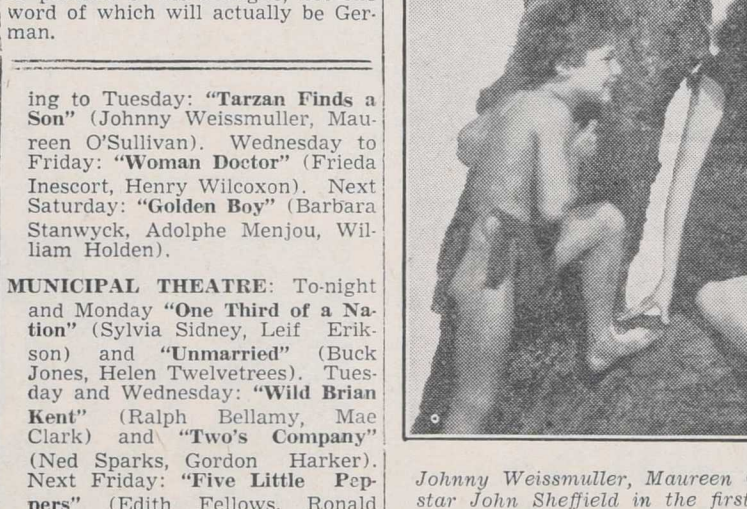 word of which will actually be Ger-
man.
ing to Tuesday: "Tarzan Finds a
Son" (Johnny Weissmuller, Mau-
reen O'Sullivan). Wednesday to
Friday: "Woman Doctor" (Frieda
Inescort, Henry Wilcoxon). Next
Saturday: "Golden Boy" (Barbara
Stanwyck, Adolphe Menjou, Wil-
liam Holden).
MUNICIPAL THEATRE: To-night
and Monday "One Third of a Na-
tion" (Sylvia Sidney, Leif Erik-
son) and "Unmarried" (Buck
Jones, Helen Twelvetrees). Tues-
day and Wednesday: "Wild Brian
Kent" (Ralph Bellamy, Mae
Clark) and "Two's Company"
(Ned Sparks, Gordon Harker).
Next Friday: "Five Little Pep-
pers" (Edith Fellows, Ronald
Johnny Weissmuller, Maureen
star John Sheffield in the first